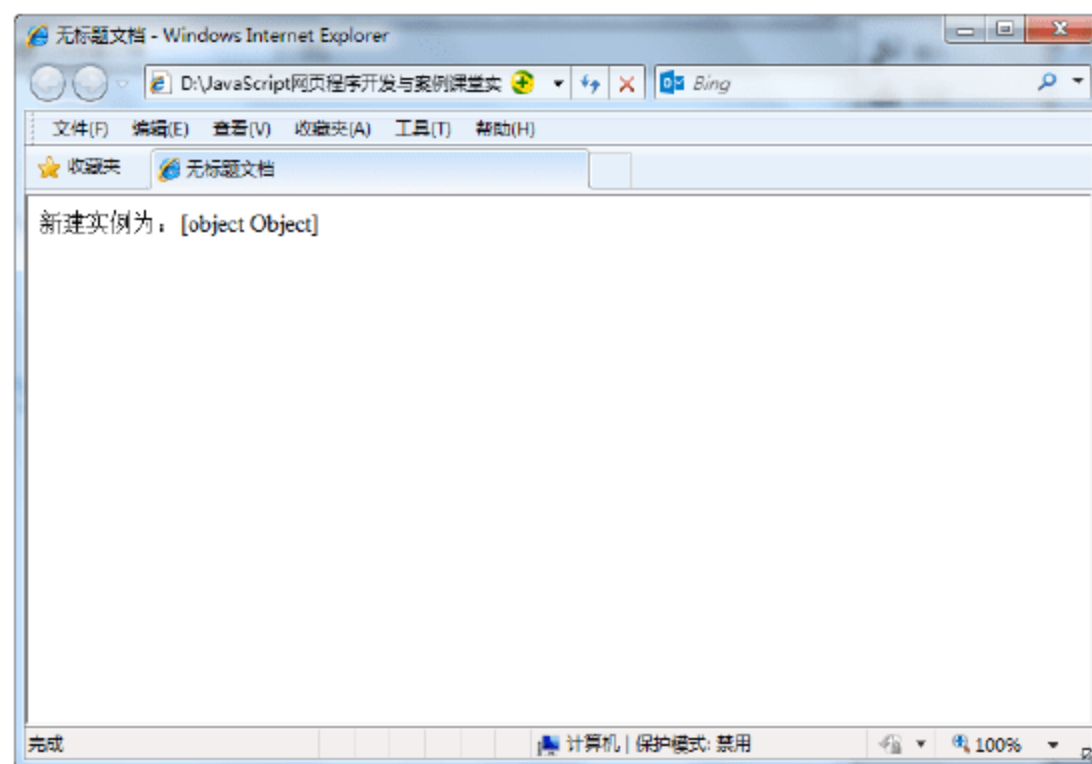 无标题文档 - Windows Internet Explorer
D:\JavaScript网页程序开发与案例课堂实 Bing
文件(F) 编辑(E) 查看(V) 收藏夹(A) 工具(T) 帮助(H)
收藏夹 无标题文档
新建实例为：[object Object]
完成 计算机 | 保护模式: 禁用 100%